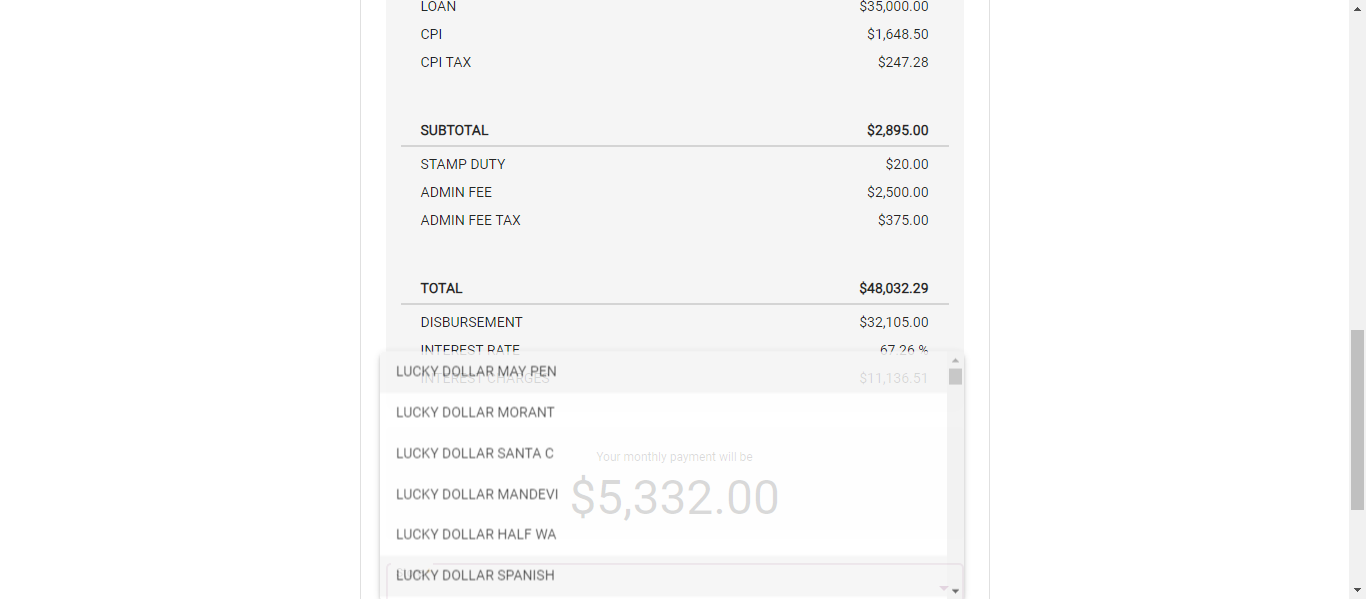 LOAN $35,000.00
CPI $1,648.50
CPI TAX $247.28
SUBTOTAL $2,895.00
STAMP DUTY $20.00
ADMIN FEE $2,500.00
ADMIN FEE TAX $375.00
TOTAL $48,032.29
DISBURSEMENT $32,105.00
INTEREST RATE 67.26 %
LUCKY DOLLAR MAY PEN
INTEREST CHARGES $11,136.51
LUCKY DOLLAR MORANT
LUCKY DOLLAR SANTA C
Your monthly payment will be
LUCKY DOLLAR MANDEVI
$5,332.00
LUCKY DOLLAR HALF WA
LUCKY DOLLAR SPANISH